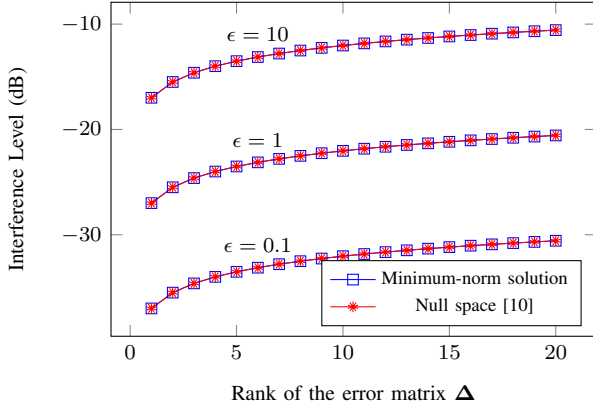 −10
−20
−30
Interference Level (dB)
ϵ = 10
ϵ = 1
ϵ = 0.1
Minimum-norm solution
Null space [10]
0 5 10 15 20
Rank of the error matrix Δ